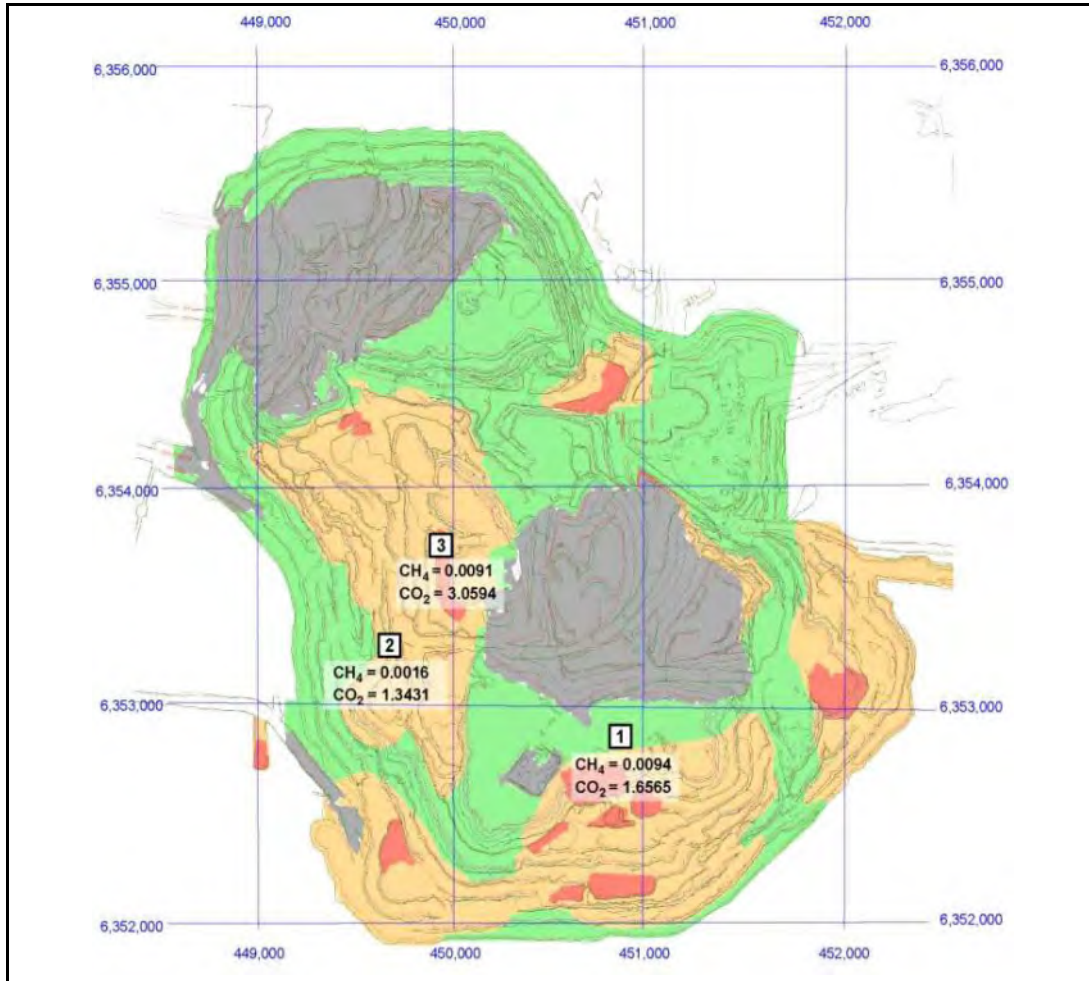 449,000 450,000 451,000 452,000
6,356,000 6,356,000
6,355,000 6,355,000
6,354,000 6,354,000
3
CH₄ = 0.0091
CO₂ = 3.0594
2
CH₄ = 0.0016
CO₂ = 1.3431
6,353,000 6,353,000
1
CH₄ = 0.0094
CO₂ = 1.6565
6,352,000 6,352,000
449,000 450,000 451,000 452,000